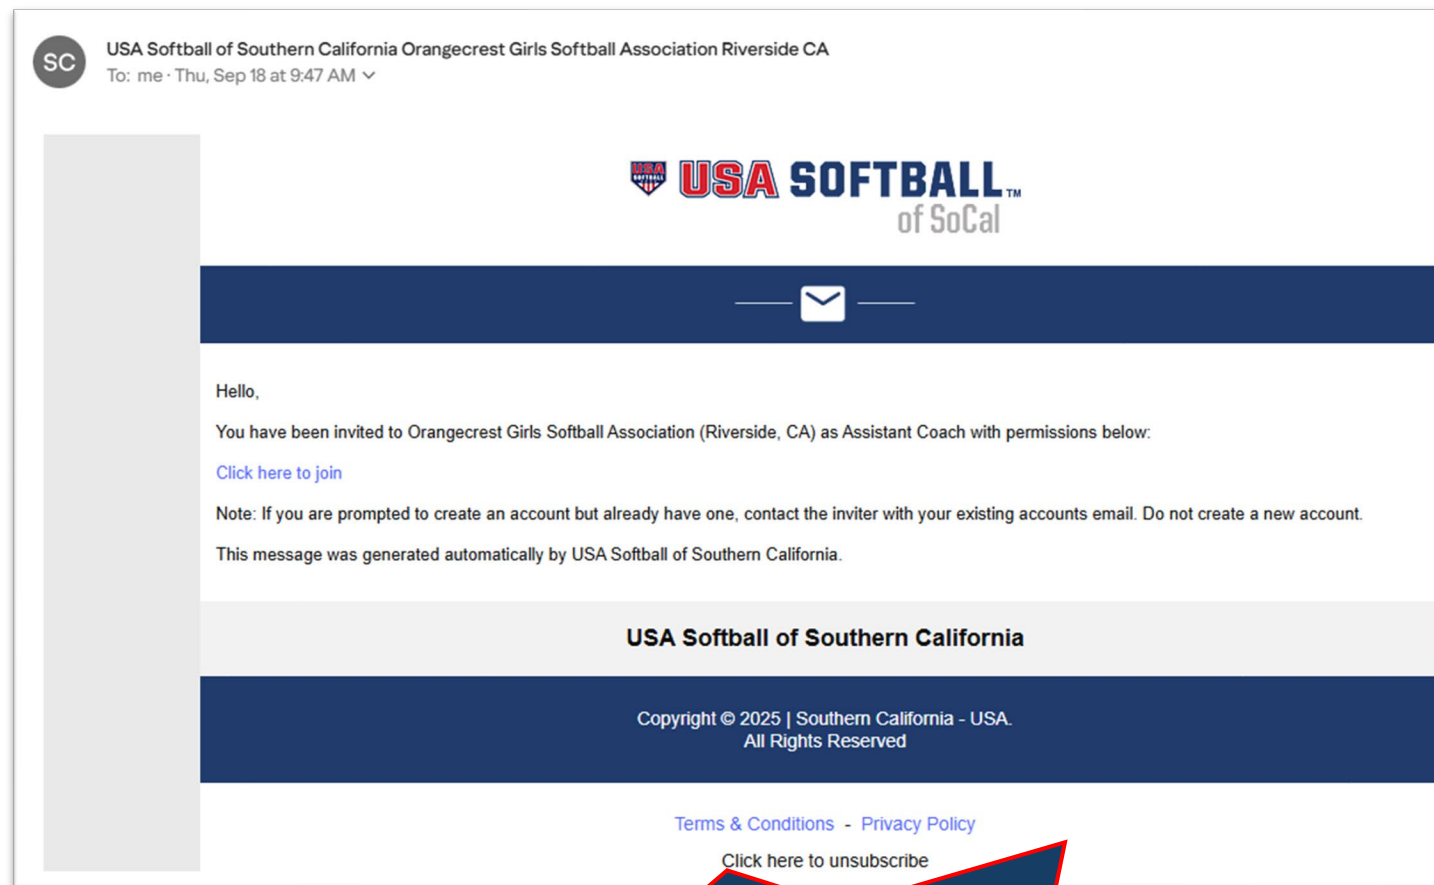 SC
USA Softball of Southern California Orangecrest Girls Softball Association Riverside CA
To: me · Thu, Sep 18 at 9:47 AM
USA SOFTBALL
USA SOFTBALL™
of SoCal
Hello,
You have been invited to Orangecrest Girls Softball Association (Riverside, CA) as Assistant Coach with permissions below:
Click here to join
Note: If you are prompted to create an account but already have one, contact the inviter with your existing accounts email. Do not create a new account.
This message was generated automatically by USA Softball of Southern California.
USA Softball of Southern California
Copyright © 2025 | Southern California - USA.
All Rights Reserved
Terms & Conditions - Privacy Policy
Click here to unsubscribe